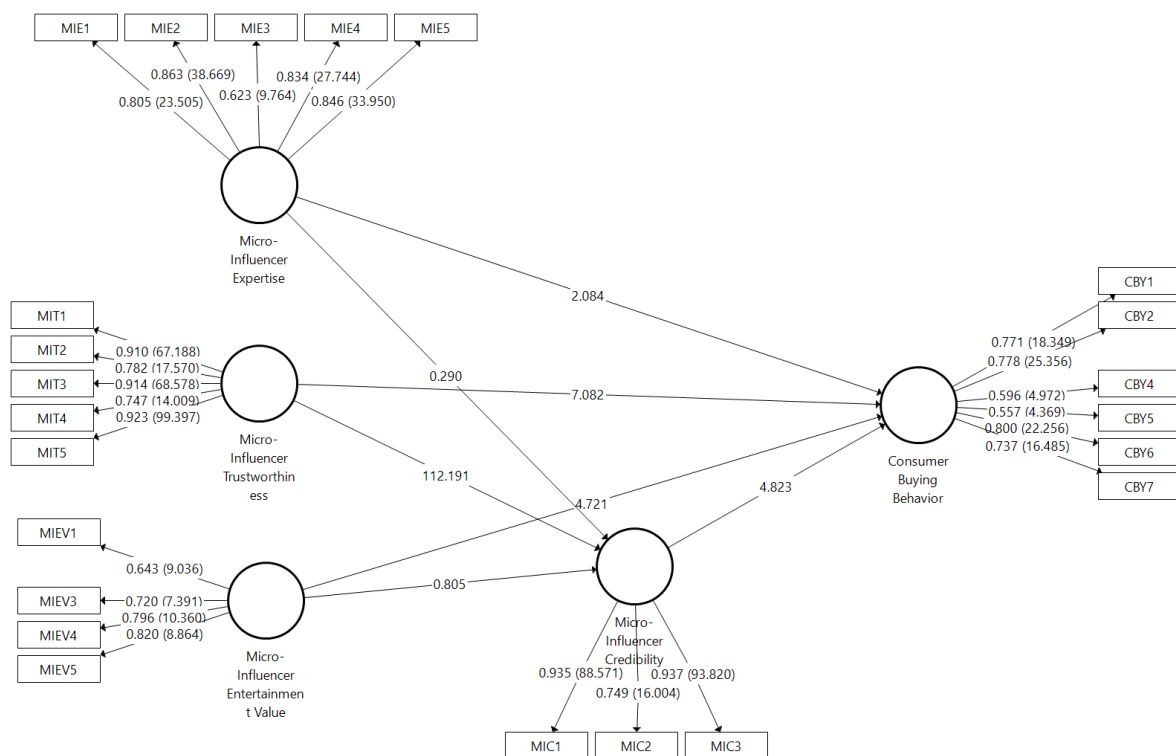 MIE1 MIE2 MIE3 MIE4 MIE5
0.863 (38.669) 0.834 (27.744)
0.805 (23.505) 0.623 (9.764) 0.846 (33.950)
Micro-
Influencer
Expertise
2.084
0.290
MIT1
MIT2
MIT3
MIT4
MIT5
0.910 (67.188)
0.782 (17.570)
0.914 (68.578)
0.747 (14.009)
0.923 (99.397)
Micro-
Influencer
Trustworthin
ess
7.082
112.191
CBY1
CBY2
CBY4
CBY5
CBY6
CBY7
0.771 (18.349)
0.778 (25.356)
0.596 (4.972)
0.557 (4.369)
0.800 (22.256)
0.737 (16.485)
Consumer
Buying
Behavior
4.721
4.823
MIEV1
MIEV3
MIEV4
MIEV5
0.643 (9.036)
0.720 (7.391)
0.796 (10.360)
0.820 (8.864)
0.805
Micro-
Influencer
Entertainmen
t Value
Micro-
Influencer
Credibility
0.935 (88.571) 0.937 (93.820)
0.749 (16.004)
MIC1 MIC2 MIC3